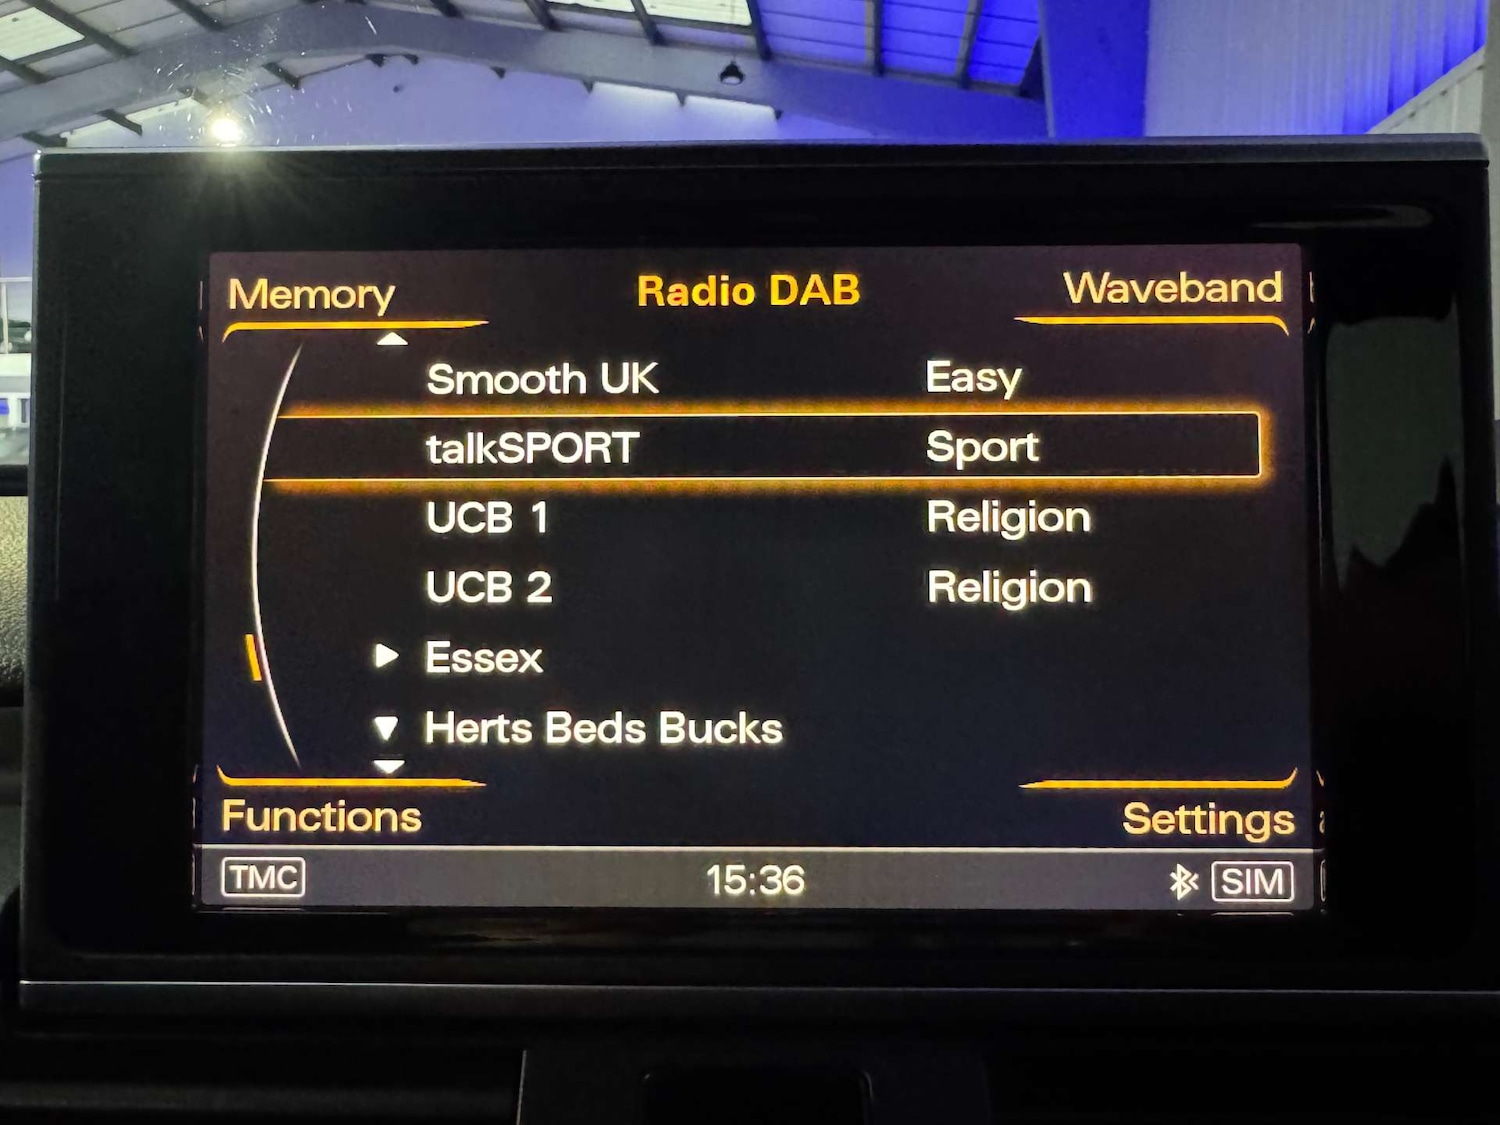 Memory Radio DAB Waveband
Smooth UK Easy
talkSPORT Sport
UCB 1 Religion
UCB 2 Religion
Essex
Herts Beds Bucks
Functions Settings
TMC 15:36 SIM